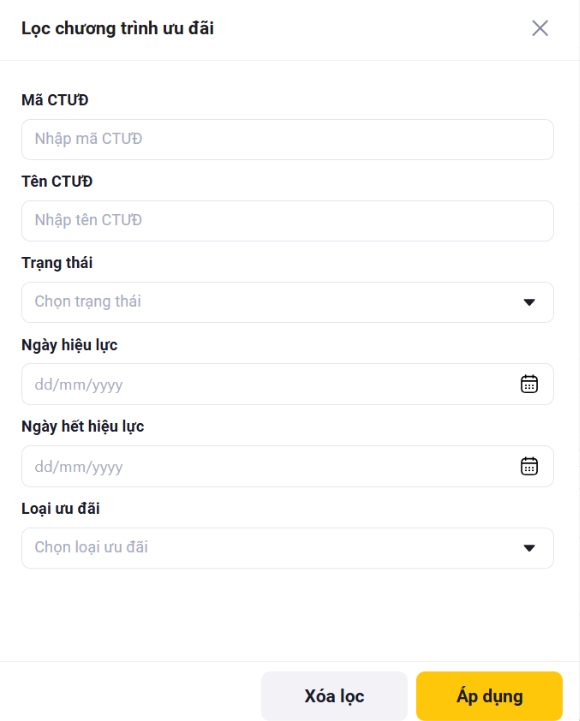 Lọc chương trình ưu đãi
Mã CTƯĐ
Nhập mã CTƯĐ
Tên CTƯĐ
Nhập tên CTƯĐ
Trạng thái
Chọn trạng thái
Ngày hiệu lực
dd/mm/yyyy
Ngày hết hiệu lực
dd/mm/yyyy
Loại ưu đãi
Chọn loại ưu đãi
Xóa lọc
Áp dụng